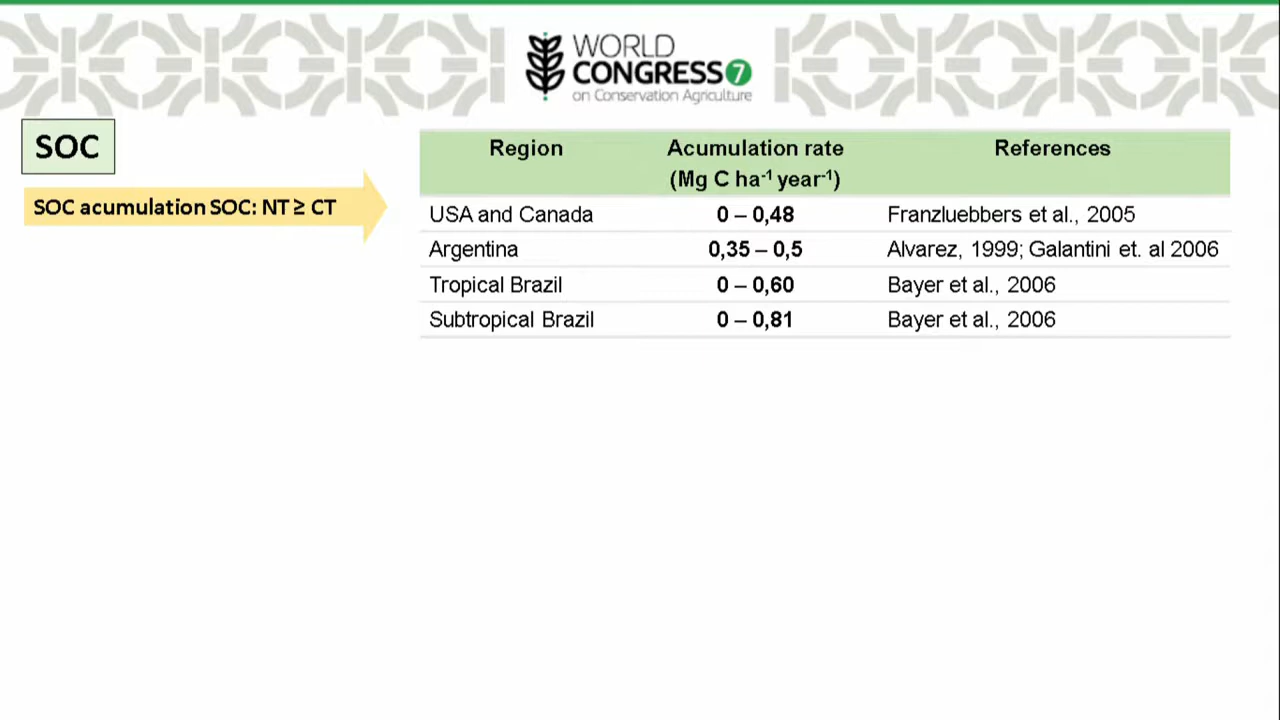 WORLD
CONGRESS 7
on Conservation Agriculture
SOC
SOC acumulation SOC: NT ≥ CT
Region Acumulation rate References
(Mg C ha⁻¹ year⁻¹)
USA and Canada 0 – 0,48 Franzluebbers et al., 2005
Argentina 0,35 – 0,5 Alvarez, 1999; Galantini et. al 2006
Tropical Brazil 0 – 0,60 Bayer et al., 2006
Subtropical Brazil 0 – 0,81 Bayer et al., 2006